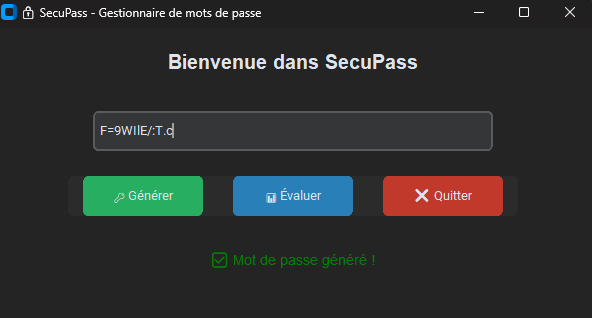 SecuPass - Gestionnaire de mots de passe
Bienvenue dans SecuPass
F=9WIlE/:T.c
Générer
Évaluer
Quitter
Mot de passe généré !